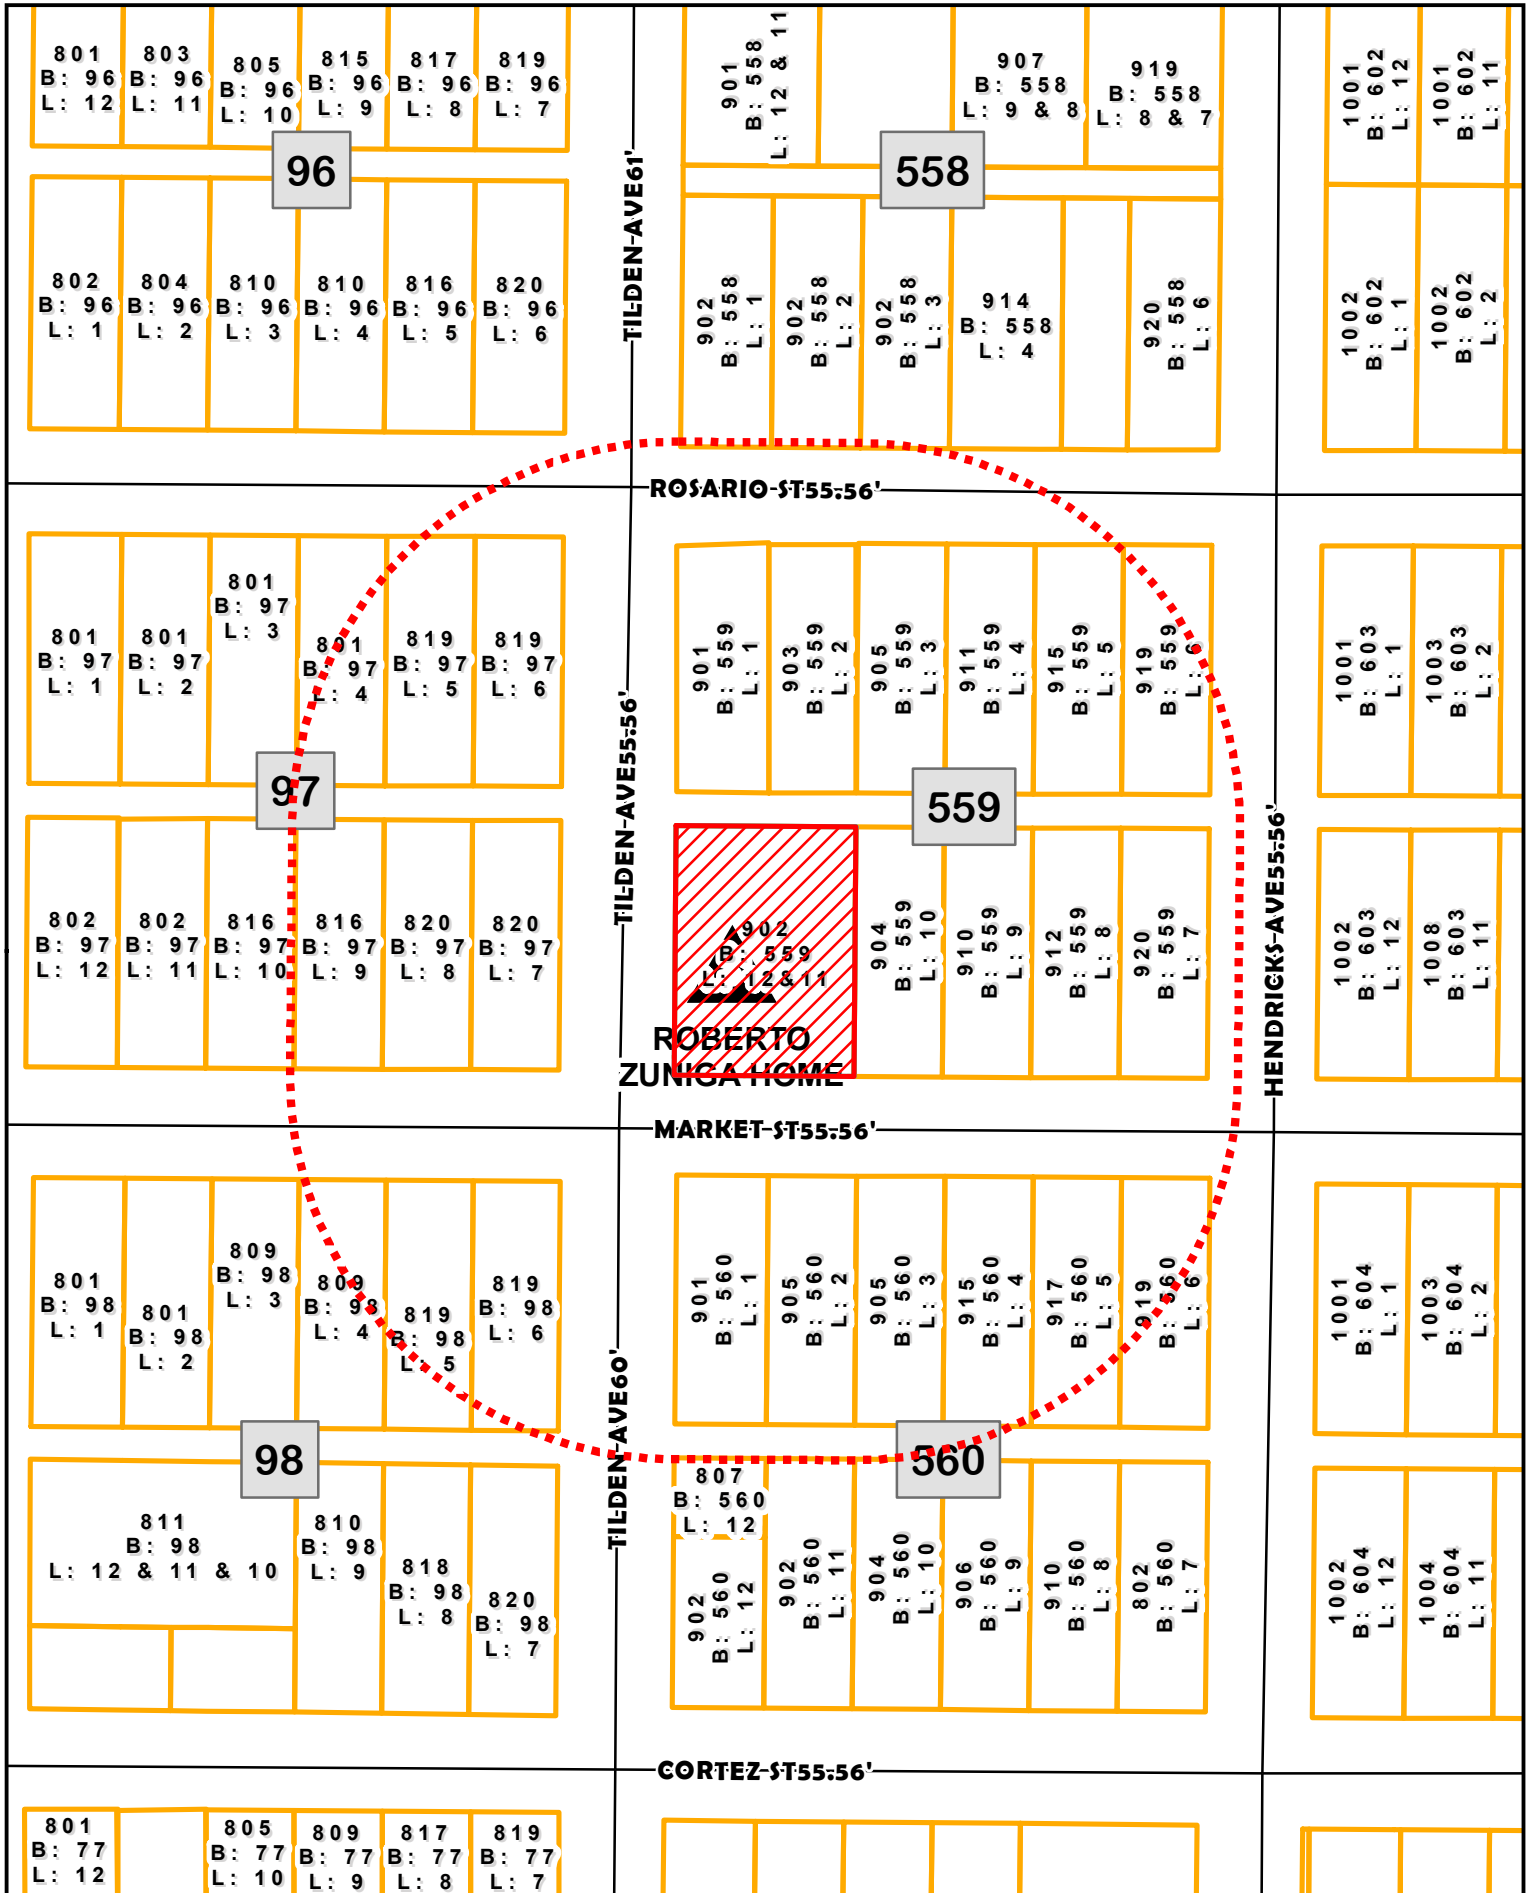 801
B: 96
L: 12
803
B: 96
L: 11
805
B: 96
L: 10
815
B: 96
L: 9
817
B: 96
L: 8
819
B: 96
L: 7
901
B: 558
L: 12 & 11
907
B: 558
L: 9 & 8
919
B: 558
L: 8 & 7
1001
B: 602
L: 12
1001
B: 602
L: 11
96
558
TILDEN-AVE61'
802
B: 96
L: 1
804
B: 96
L: 2
810
B: 96
L: 3
810
B: 96
L: 4
816
B: 96
L: 5
820
B: 96
L: 6
902
B: 558
L: 1
902
B: 558
L: 2
902
B: 558
L: 3
914
B: 558
L: 4
920
B: 558
L: 6
1002
B: 602
L: 1
1002
B: 602
L: 2
ROSARIO-ST55.56'
801
B: 97
L: 1
801
B: 97
L: 2
801
B: 97
L: 3
801
B: 97
L: 4
819
B: 97
L: 5
819
B: 97
L: 6
901
B: 559
L: 1
903
B: 559
L: 2
905
B: 559
L: 3
911
B: 559
L: 4
915
B: 559
L: 5
919
B: 559
L: 6
1001
B: 603
L: 1
1003
B: 603
L: 2
TILDEN-AVE55.56'
97
559
HENDRICKS-AVE55.56'
802
B: 97
L: 12
802
B: 97
L: 11
816
B: 97
L: 10
816
B: 97
L: 9
820
B: 97
L: 8
820
B: 97
L: 7
902
B: 559
L: 12&11
ROBERTO
ZUNIGA HOME
904
B: 559
L: 10
910
B: 559
L: 9
912
B: 559
L: 8
920
B: 559
L: 7
1002
B: 603
L: 12
1008
B: 603
L: 11
MARKET-ST55.56'
801
B: 98
L: 1
801
B: 98
L: 2
809
B: 98
L: 3
809
B: 98
L: 4
819
B: 98
L: 5
819
B: 98
L: 6
901
B: 560
L: 1
905
B: 560
L: 2
905
B: 560
L: 3
915
B: 560
L: 4
917
B: 560
L: 5
919
B: 560
L: 6
1001
B: 604
L: 1
1003
B: 604
L: 2
TILDEN-AVE60'
98
560
811
B: 98
L: 12 & 11 & 10
810
B: 98
L: 9
818
B: 98
L: 8
820
B: 98
L: 7
807
B: 560
L: 12
902
B: 560
L: 12
902
B: 560
L: 11
904
B: 560
L: 10
906
B: 560
L: 9
910
B: 560
L: 8
802
B: 560
L: 7
1002
B: 604
L: 12
1004
B: 604
L: 11
CORTEZ-ST55.56'
801
B: 77
L: 12
805
B: 77
L: 10
809
B: 77
L: 9
817
B: 77
L: 8
819
B: 77
L: 7